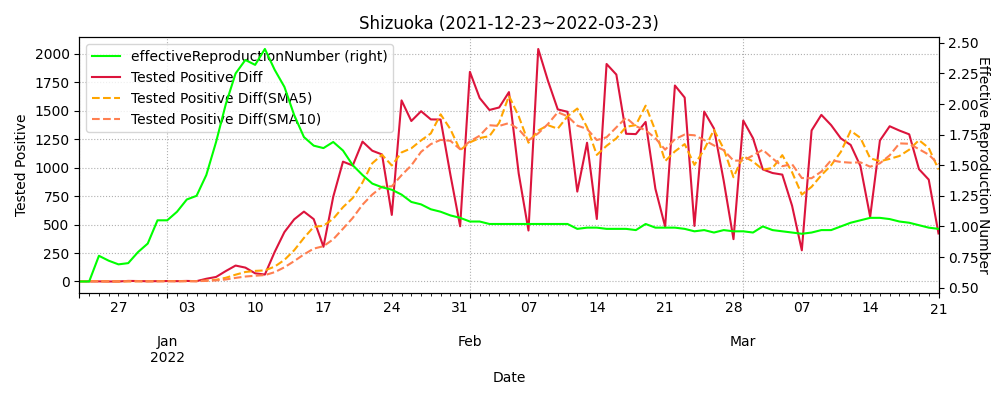 Shizuoka (2021-12-23~2022-03-23)
effectiveReproductionNumber (right)
Tested Positive Diff
Tested Positive Diff(SMA5)
Tested Positive Diff(SMA10)
Tested Positive
2000
1750
1500
1250
1000
750
500
250
0
2.50
2.25
2.00
1.75
1.50
1.25
1.00
0.75
0.50
Effective Reproduction Number
27 03 10 17 24 31 07 14 21 28 07 14 21
Jan Feb Mar
2022
Date